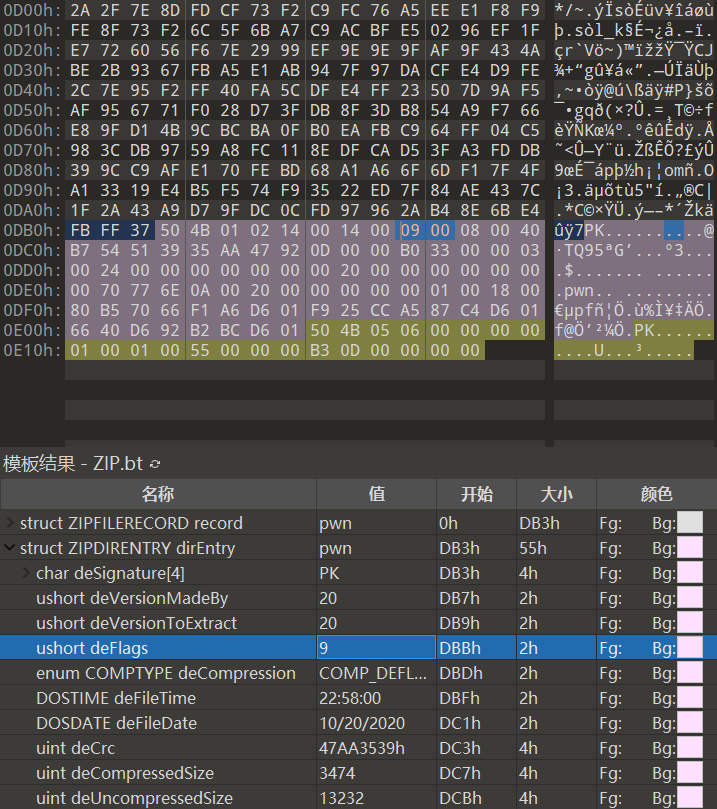 0D00h: 2A 2F 7E 8D FD CF 73 F2 C9 FC 76 A5 EE E1 F8 F9 */~.ýÏsòÉüv¥îáøù
0D10h: FE 8F 73 F2 6C 5F 6B A7 C9 AC BF E5 02 96 EF 1F þ.sòl_k§É¬¿å.–ï.
0D20h: E7 72 60 56 F6 7E 29 99 EF 9E 9E 9F AF 9F 43 4A çr`Vö~)™ïžžŸ¯ŸCJ
0D30h: BE 2B 93 67 FB A5 E1 AB 94 7F 97 DA CF E4 D9 FE ¾+“gû¥á«”.—ÚÏäÙþ
0D40h: 2C 7E 95 F2 FF 40 FA 5C DF E4 FF 23 50 7D 9A F5 ,~•òÿ@ú\ßäÿ#P}šõ
0D50h: AF 95 67 71 F0 28 D7 3F DB 8F 3D B8 54 A9 F7 66 ¯•gqð(×?Û.=¸T©÷f
0D60h: E8 9F D1 4B 9C BC BA 0F B0 EA FB C9 64 FF 04 C5 èŸÑKœ¼º.°êûÉdÿ.Å
0D70h: 98 3C DB 97 59 A8 FC 11 8E DF CA D5 3F A3 FD DB ˜<Û—Y¨ü.ŽßÊÕ?£ýÛ
0D80h: 39 9C C9 AF E1 70 FE BD 68 A1 A6 6F 6D F1 7F 4F 9œÉ¯ápþ½h¡¦omñ.O
0D90h: A1 33 19 E4 B5 F5 74 F9 35 22 ED 7F 84 AE 43 7C ¡3.äµõtù5"í.„®C|
0DA0h: 1F 2A 43 A9 D7 9F DC 0C FD 97 96 2A B4 8E 6B E4 .*C©×ŸÜ.ý—–*´Žkä
0DB0h: FB FF 37 50 4B 01 02 14 00 14 00 09 00 08 00 40 ûÿ7PK..........@
0DC0h: B7 54 51 39 35 AA 47 92 0D 00 00 B0 33 00 00 03 ·TQ95ªG’...°3...
0DD0h: 00 24 00 00 00 00 00 00 00 20 00 00 00 00 00 00 .$....... ......
0DE0h: 00 70 77 6E 0A 00 20 00 00 00 00 00 01 00 18 00 .pwn.. .........
0DF0h: 80 B5 70 66 F1 A6 D6 01 F9 25 CC A5 87 C4 D6 01 €µpfñ¦Ö.ù%Ì¥‡ÄÖ.
0E00h: 66 40 D6 92 B2 BC D6 01 50 4B 05 06 00 00 00 00 f@Ö’²¼Ö.PK......
0E10h: 01 00 01 00 55 00 00 00 B3 0D 00 00 00 00 ....U...³.....
模板结果 - ZIP.bt
名称 值 开始 大小 颜色
struct ZIPFILERECORD record pwn 0h DB3h Fg: Bg:
struct ZIPDIRENTRY dirEntry pwn DB3h 55h Fg: Bg:
char deSignature[4] PK DB3h 4h Fg: Bg:
ushort deVersionMadeBy 20 DB7h 2h Fg: Bg:
ushort deVersionToExtract 20 DB9h 2h Fg: Bg:
ushort deFlags 9 DBBh 2h Fg: Bg:
enum COMPTYPE deCompression COMP_DEFL... DBDh 2h Fg: Bg:
DOSTIME deFileTime 22:58:00 DBFh 2h Fg: Bg:
DOSDATE deFileDate 10/20/2020 DC1h 2h Fg: Bg:
uint deCrc 47AA3539h DC3h 4h Fg: Bg:
uint deCompressedSize 3474 DC7h 4h Fg: Bg:
uint deUncompressedSize 13232 DCBh 4h Fg: Bg: